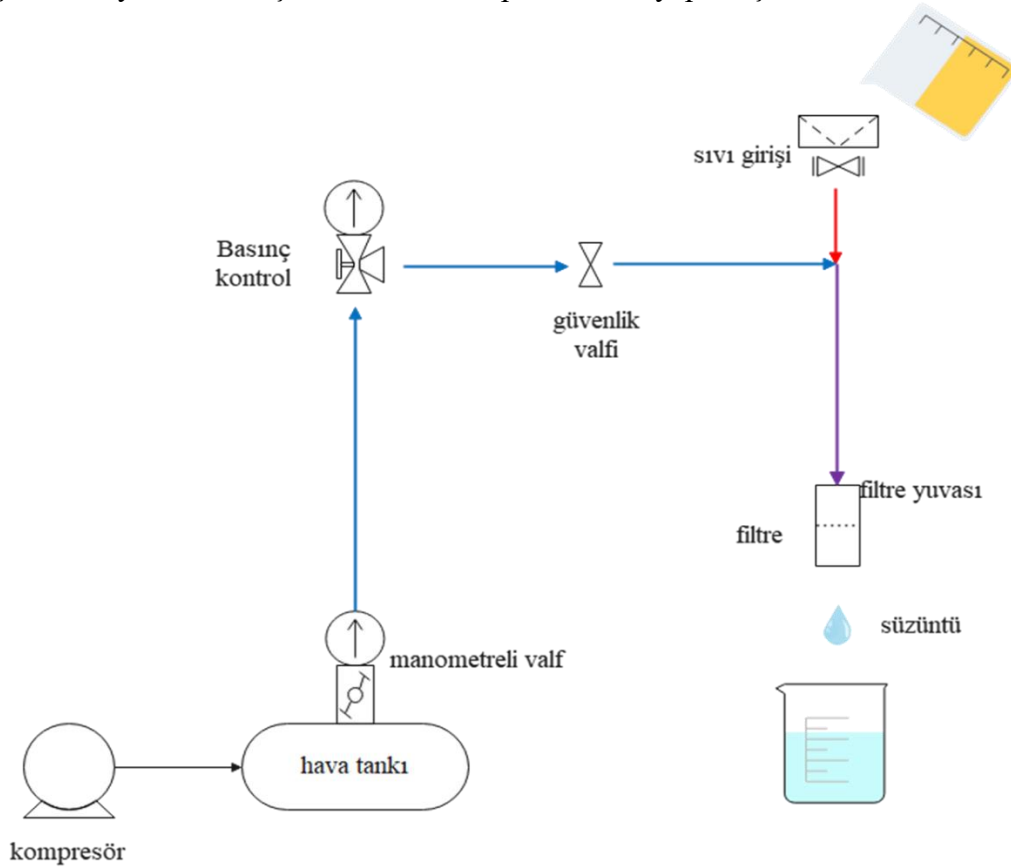 sıvı girişi
Basınç
kontrol
güvenlik
valfi
filtre yuvası
filtre
süzüntü
manometreli valf
hava tankı
kompresör